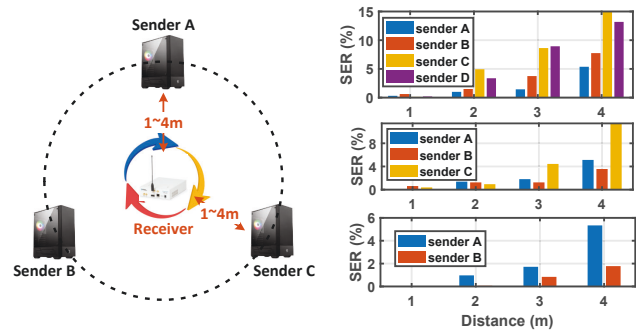 Sender A
1~4m
1~4m
Receiver
Sender B
Sender C
SER (%)
15
10
5
0
sender A
sender B
sender C
sender D
1
2
3
4
SER (%)
8
4
0
sender A
sender B
sender C
1
2
3
4
SER (%)
6
4
2
0
sender A
sender B
1
2
3
4
Distance (m)